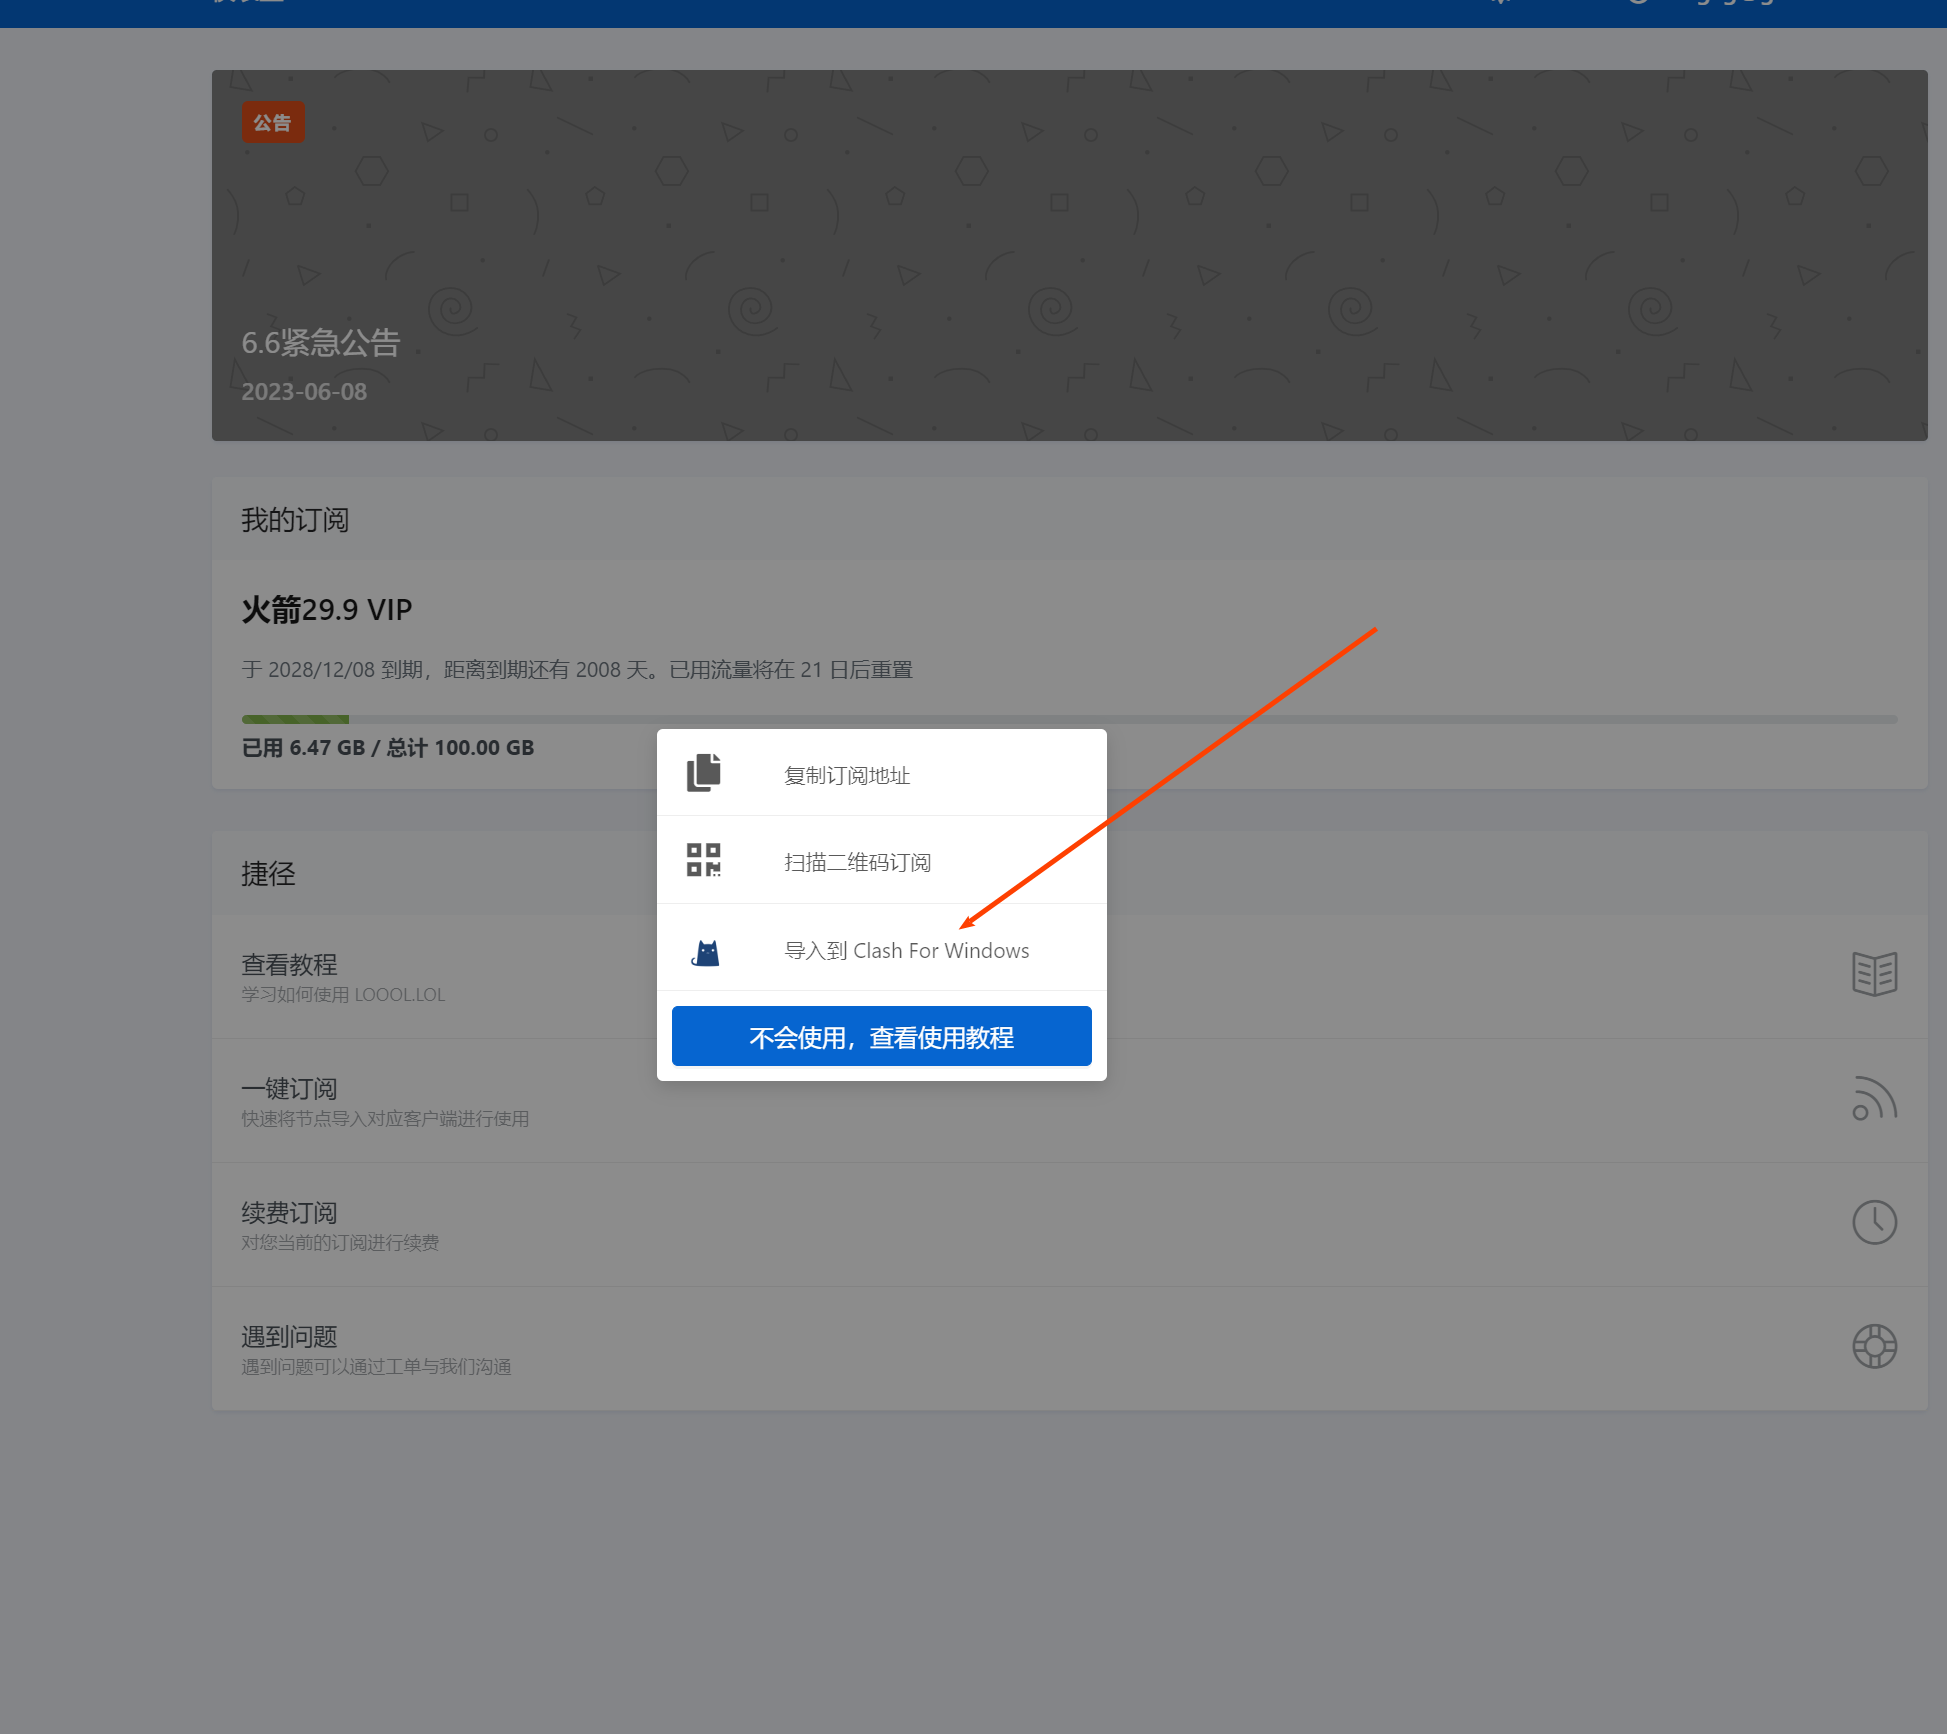 公告
6.6紧急公告
2023-06-08
我的订阅
火箭29.9 VIP
于 2028/12/08 到期，距离到期还有 2008 天。已用流量将在 21 日后重置
已用 6.47 GB / 总计 100.00 GB
复制订阅地址
扫描二维码订阅
导入到 Clash For Windows
不会使用，查看使用教程
捷径
查看教程
学习如何使用 LOOOL.LOL
一键订阅
快速将节点导入对应客户端进行使用
续费订阅
对您当前的订阅进行续费
遇到问题
遇到问题可以通过工单与我们沟通